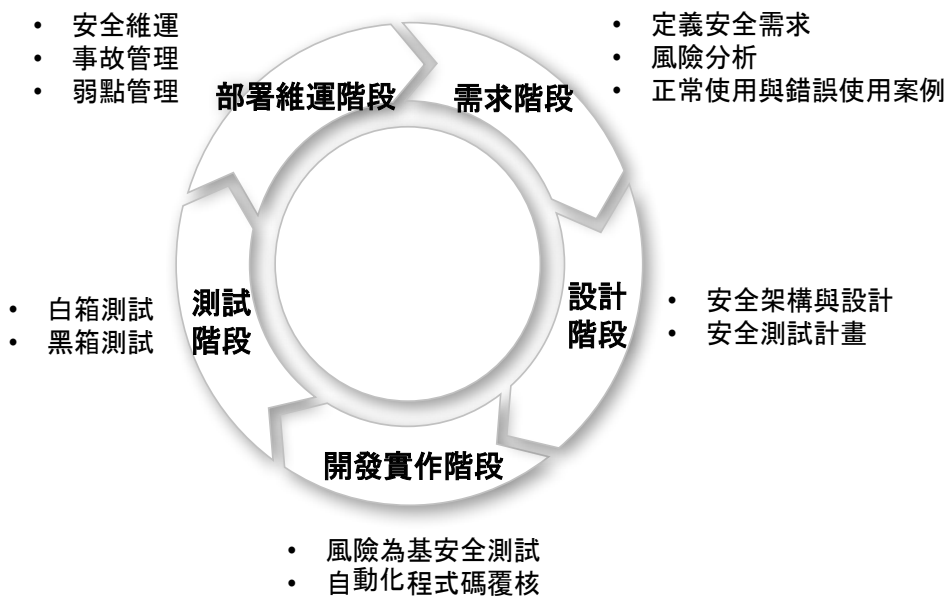 • 安全維運
• 事故管理
• 弱點管理
部署維運階段
需求階段
• 定義安全需求
• 風險分析
• 正常使用與錯誤使用案例
設計
階段
• 安全架構與設計
• 安全測試計畫
開發實作階段
• 風險為基安全測試
• 自動化程式碼覆核
測試
階段
• 白箱測試
• 黑箱測試